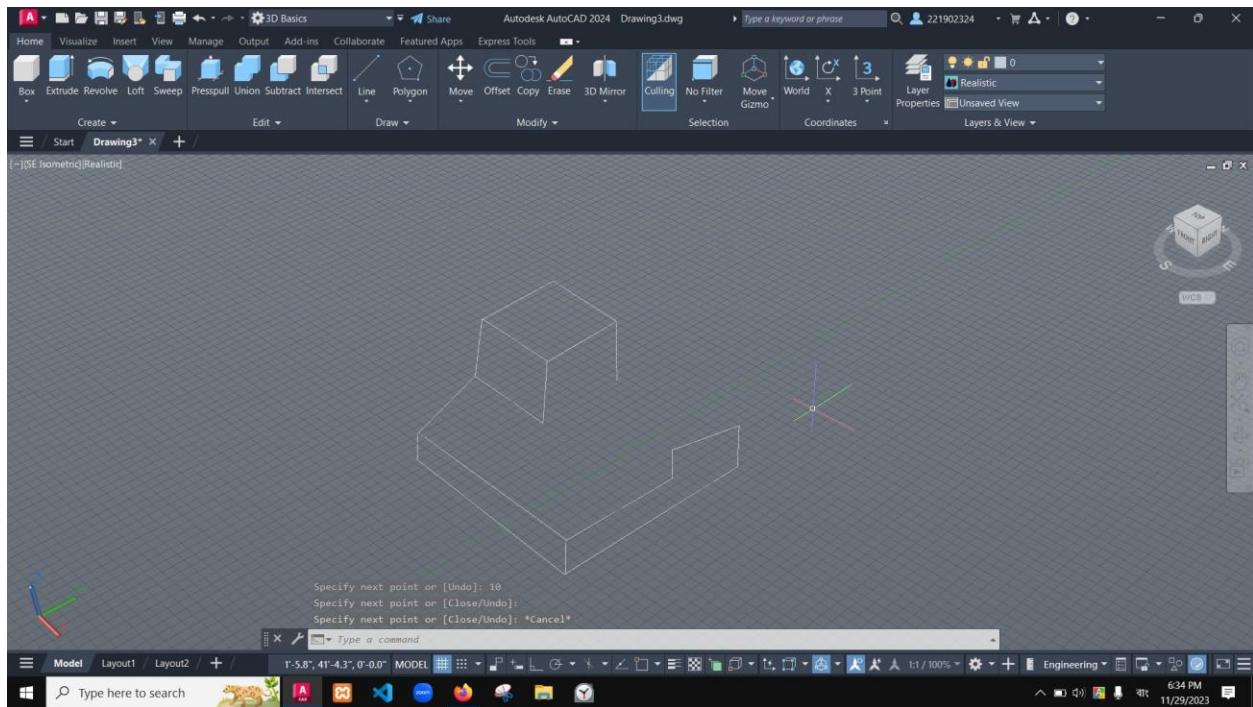 3D Basics Share Autodesk AutoCAD 2024 Drawing3.dwg Type a keyword or phrase 221902324
Home Visualize Insert View Manage Output Add-ins Collaborate Featured Apps Express Tools
0
Realistic
Unsaved View
Box Extrude Revolve Loft Sweep Presspull Union Subtract Intersect Line Polygon Move Offset Copy Erase 3D Mirror Culling No Filter Move Gizmo World X 3 Point Layer Properties
Create Edit Draw Modify Selection Coordinates Layers & View
Start Drawing3* +
[-][SE Isometric][Realistic]
TOP
FRONT RIGHT
S E
WCS
Specify next point or [Undo]: 10
Specify next point or [Close/Undo]:
Specify next point or [Close/Undo]: *Cancel*
Type a command
Model Layout1 Layout2 + 1'-5.8", 41'-4.3", 0'-0.0" MODEL 1:1 / 100% Engineering
Type here to search zoom বাং 6:34 PM
11/29/2023